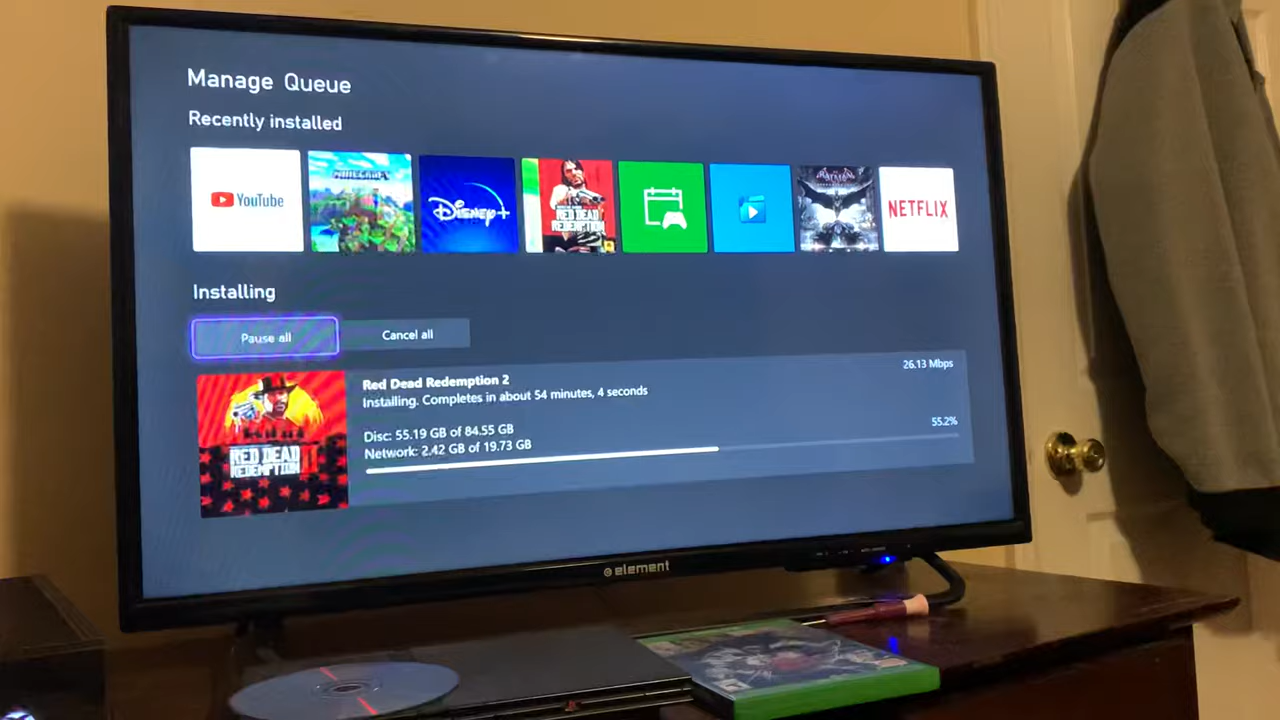 Manage Queue
Recently installed
YouTube
MINECRAFT
Disney+
RED DEAD
REDEMPTION
BATMAN
NETFLIX
Installing
Pause all
Cancel all
26.13 Mbps
Red Dead Redemption 2
Installing. Completes in about 54 minutes, 4 seconds
55.2%
Disc: 55.19 GB of 84.55 GB
Network: 2.42 GB of 19.73 GB
RED DEAD
REDEMPTION II
element